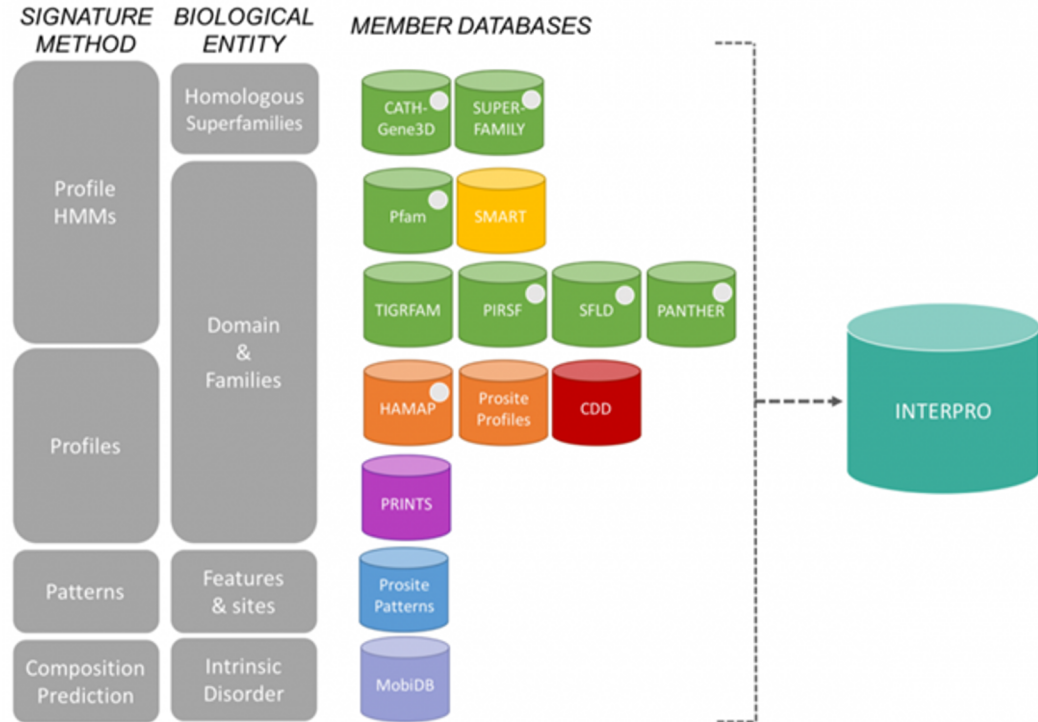 SIGNATURE
METHOD
BIOLOGICAL
ENTITY
MEMBER DATABASES
Profile
HMMs
Profiles
Patterns
Composition
Prediction
Homologous
Superfamilies
Domain
&
Families
Features
& sites
Intrinsic
Disorder
CATH-
Gene3D
SUPER-
FAMILY
Pfam
SMART
TIGRFAM
PIRSF
SFLD
PANTHER
HAMAP
Prosite
Profiles
CDD
PRINTS
Prosite
Patterns
MobiDB
INTERPRO